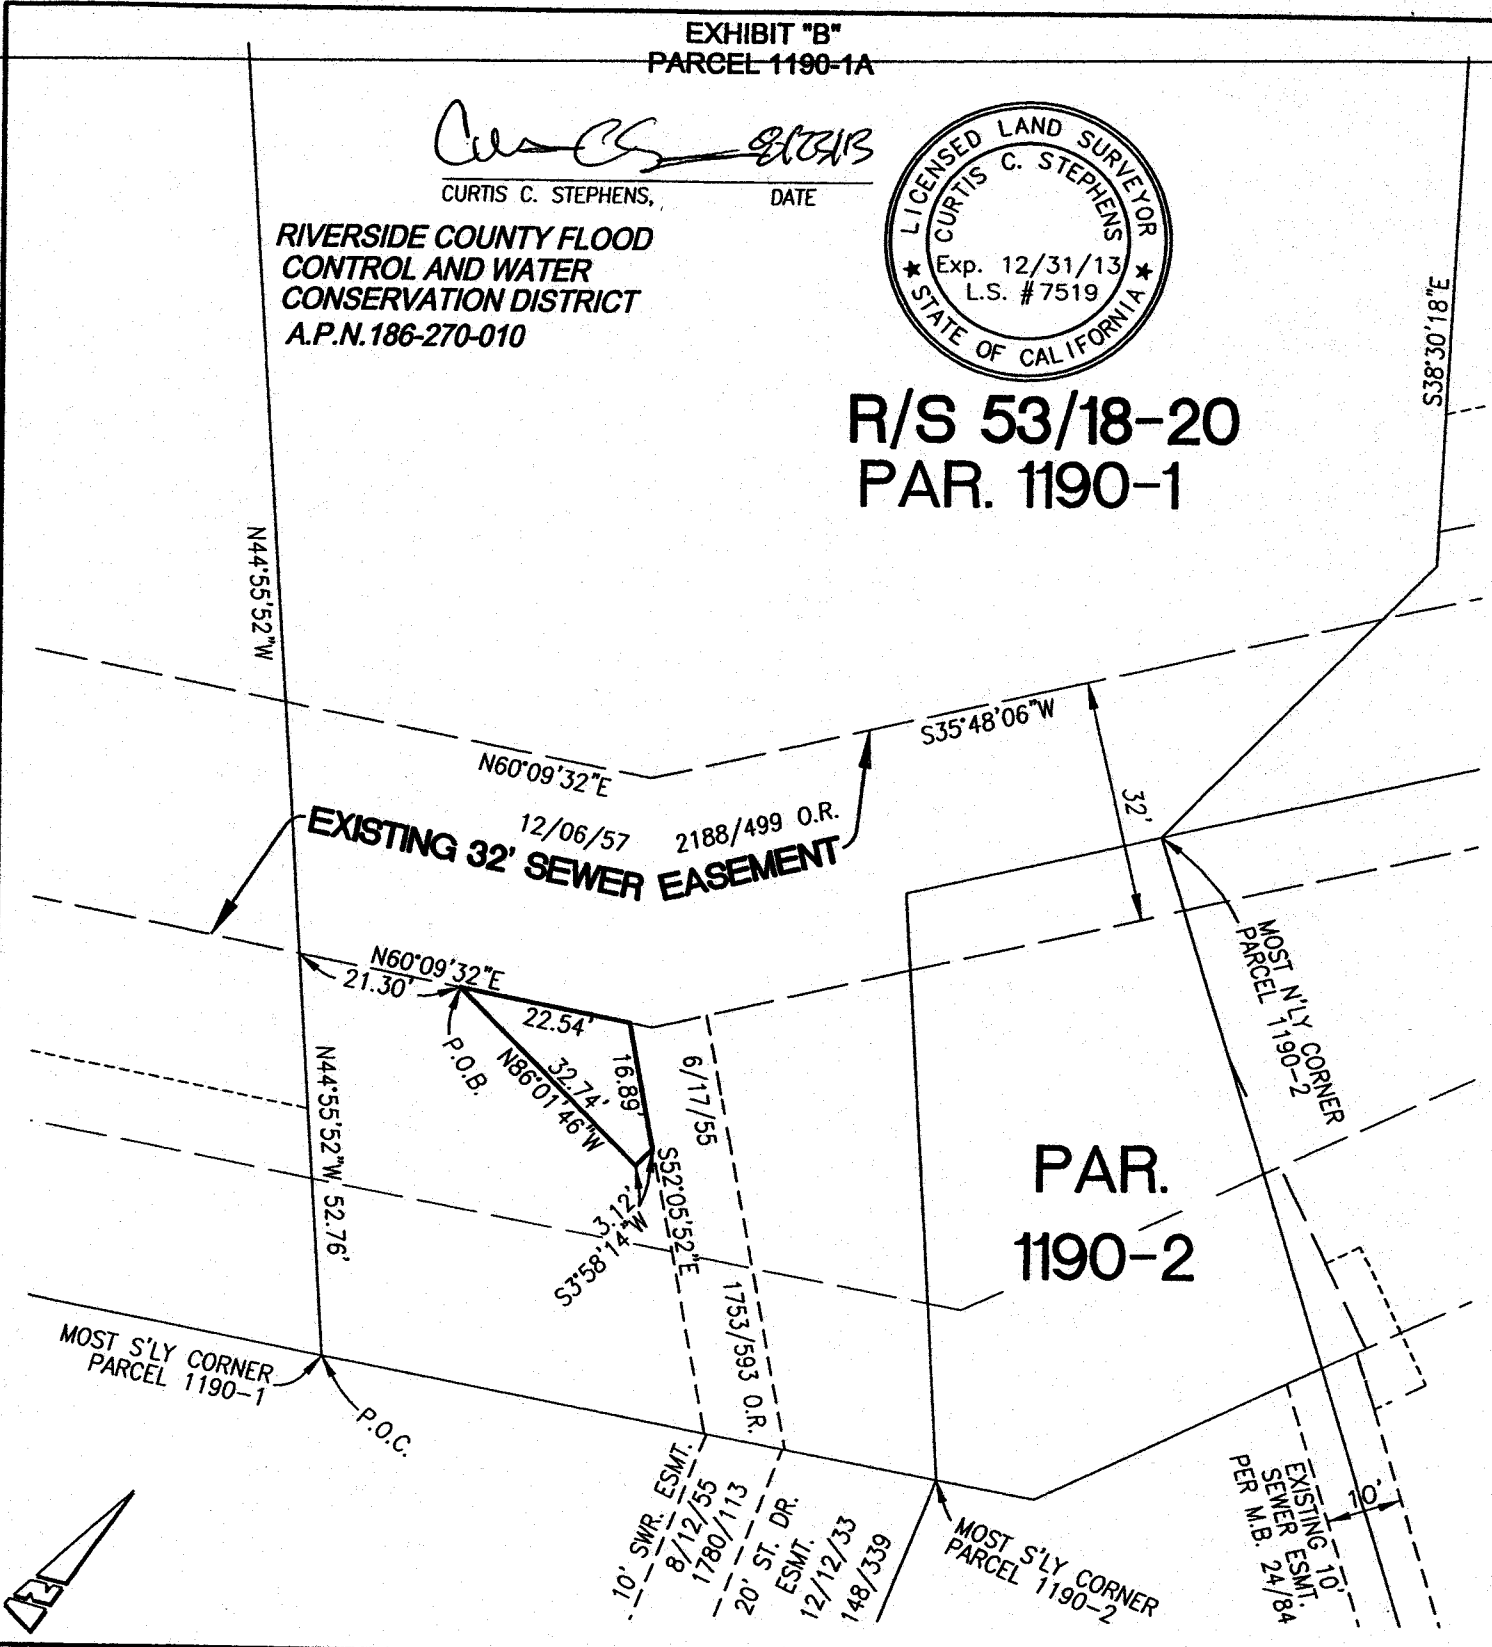 EXHIBIT "B"
PARCEL 1190-1A
8/23/13
CURTIS C. STEPHENS,
DATE
RIVERSIDE COUNTY FLOOD
CONTROL AND WATER
CONSERVATION DISTRICT
A.P.N.186-270-010
LICENSED LAND SURVEYOR
CURTIS C. STEPHENS
Exp. 12/31/13
L.S. #7519
★ STATE OF CALIFORNIA ★
R/S 53/18-20
PAR. 1190-1
S38°30'18"E
N44°55'52"W
N60°09'32"E
S35°48'06"W
32'
12/06/57
2188/499 O.R.
EXISTING 32' SEWER EASEMENT
N60°09'32"E
21.30'
22.54'
P.O.B.
N86°01'46"W
32.74'
16.89'
6/17/55
MOST N'LY CORNER
PARCEL 1190-2
N44°55'52"W 52.76'
S52°05'52"E
3.12'
S3°58'14"W
1753/593 O.R.
PAR.
1190-2
MOST S'LY CORNER
PARCEL 1190-1
P.O.C.
10' SWR. ESMT.
8/12/55
1780/113
20' ST. DR.
ESMT.
12/12/33
148/339
MOST S'LY CORNER
PARCEL 1190-2
EXISTING 10'
SEWER ESMT.
PER M.B. 24/84
10'
N